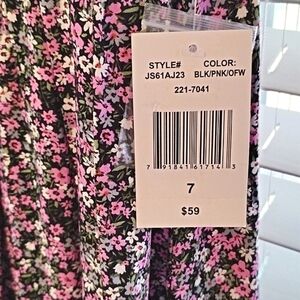 STYLE# COLOR:
JS61AJ23 BLK/PNK/OFW
221-7041
7 91841 61714 3
7
$59